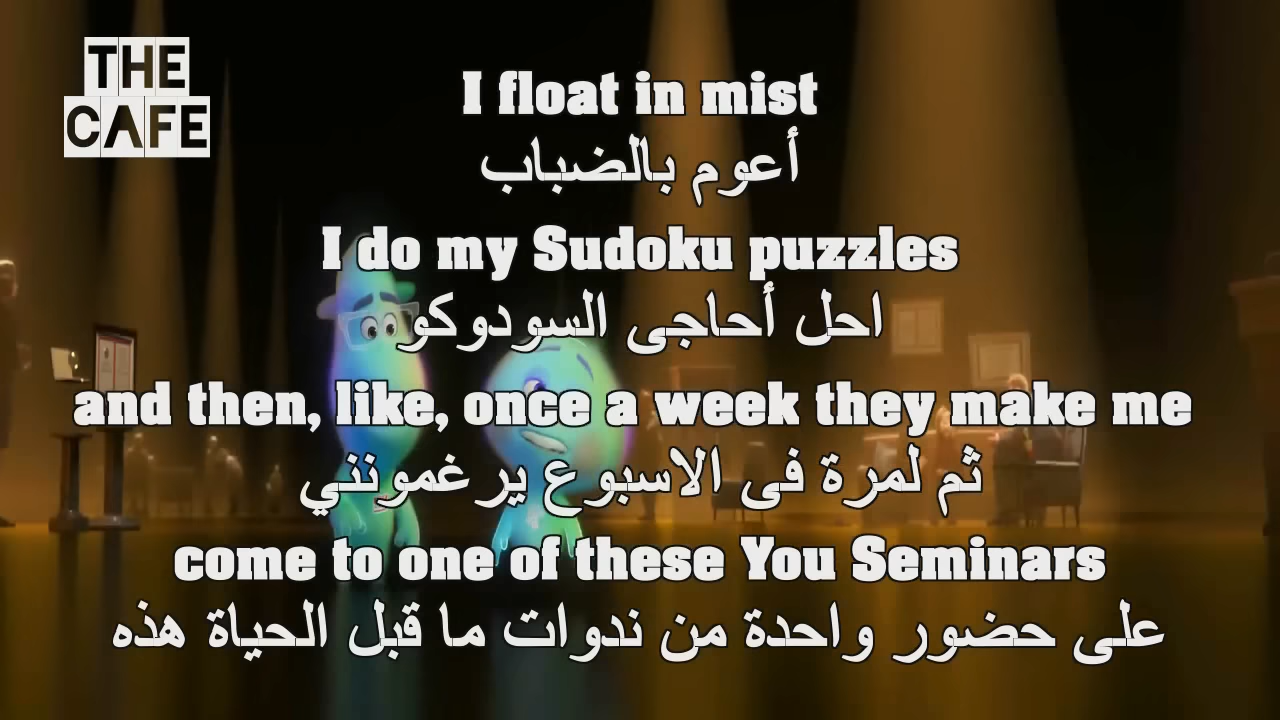 THE
CAFE
I float in mist
أعوم بالضباب
I do my Sudoku puzzles
احل أحاجى السودوكو
and then, like, once a week they make me
ثم لمرة فى الاسبوع يرغمونني
come to one of these You Seminars
على حضور واحدة من ندوات ما قبل الحياة هذه